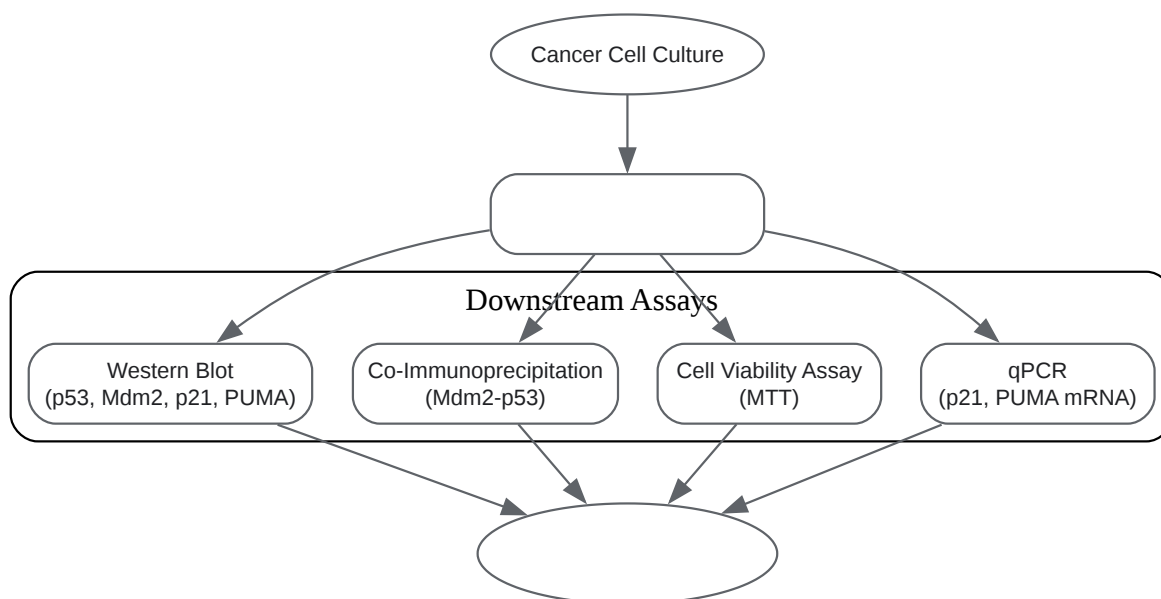 Cancer Cell Culture
Downstream Assays
Western Blot
(p53, Mdm2, p21, PUMA)
Co-Immunoprecipitation
(Mdm2-p53)
Cell Viability Assay
(MTT)
qPCR
(p21, PUMA mRNA)